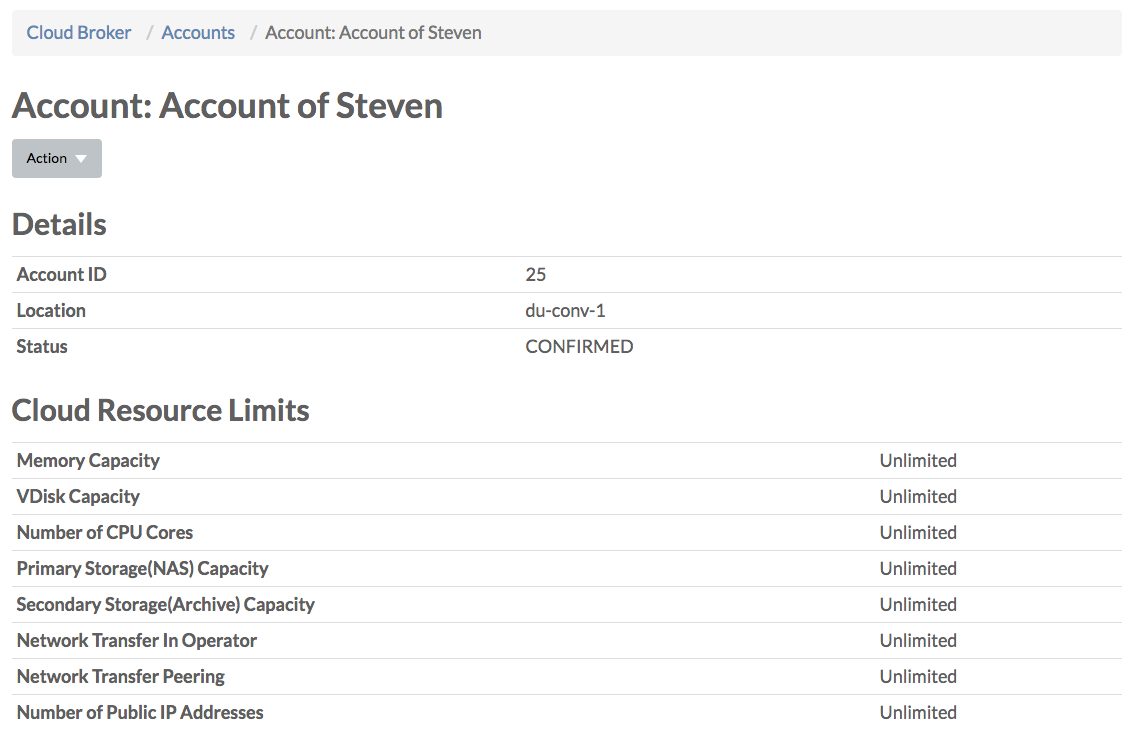 Cloud Broker / Accounts / Account: Account of Steven
Account: Account of Steven
Action
Details
Account ID 25
Location du-conv-1
Status CONFIRMED
Cloud Resource Limits
Memory Capacity Unlimited
VDisk Capacity Unlimited
Number of CPU Cores Unlimited
Primary Storage(NAS) Capacity Unlimited
Secondary Storage(Archive) Capacity Unlimited
Network Transfer In Operator Unlimited
Network Transfer Peering Unlimited
Number of Public IP Addresses Unlimited